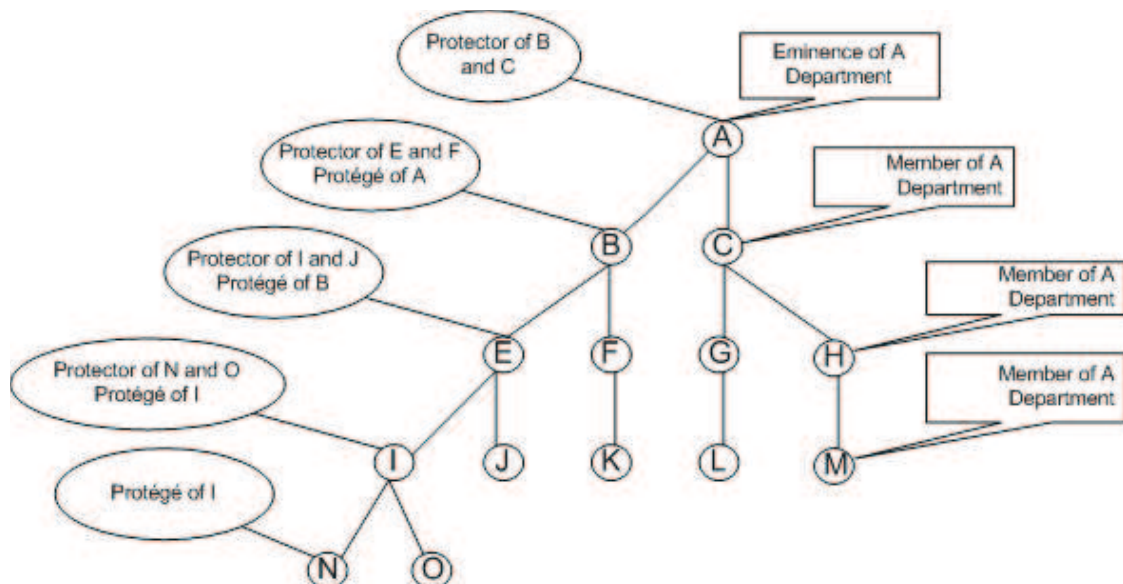 Protector of B
and C
Eminence of A
Department
A
Protector of E and F
Protégé of A
Member of A
Department
B
C
Protector of I and J
Protégé of B
Member of A
Department
E
F
G
H
Protector of N and O
Protégé of I
Member of A
Department
I
J
K
L
M
Protégé of I
N
O